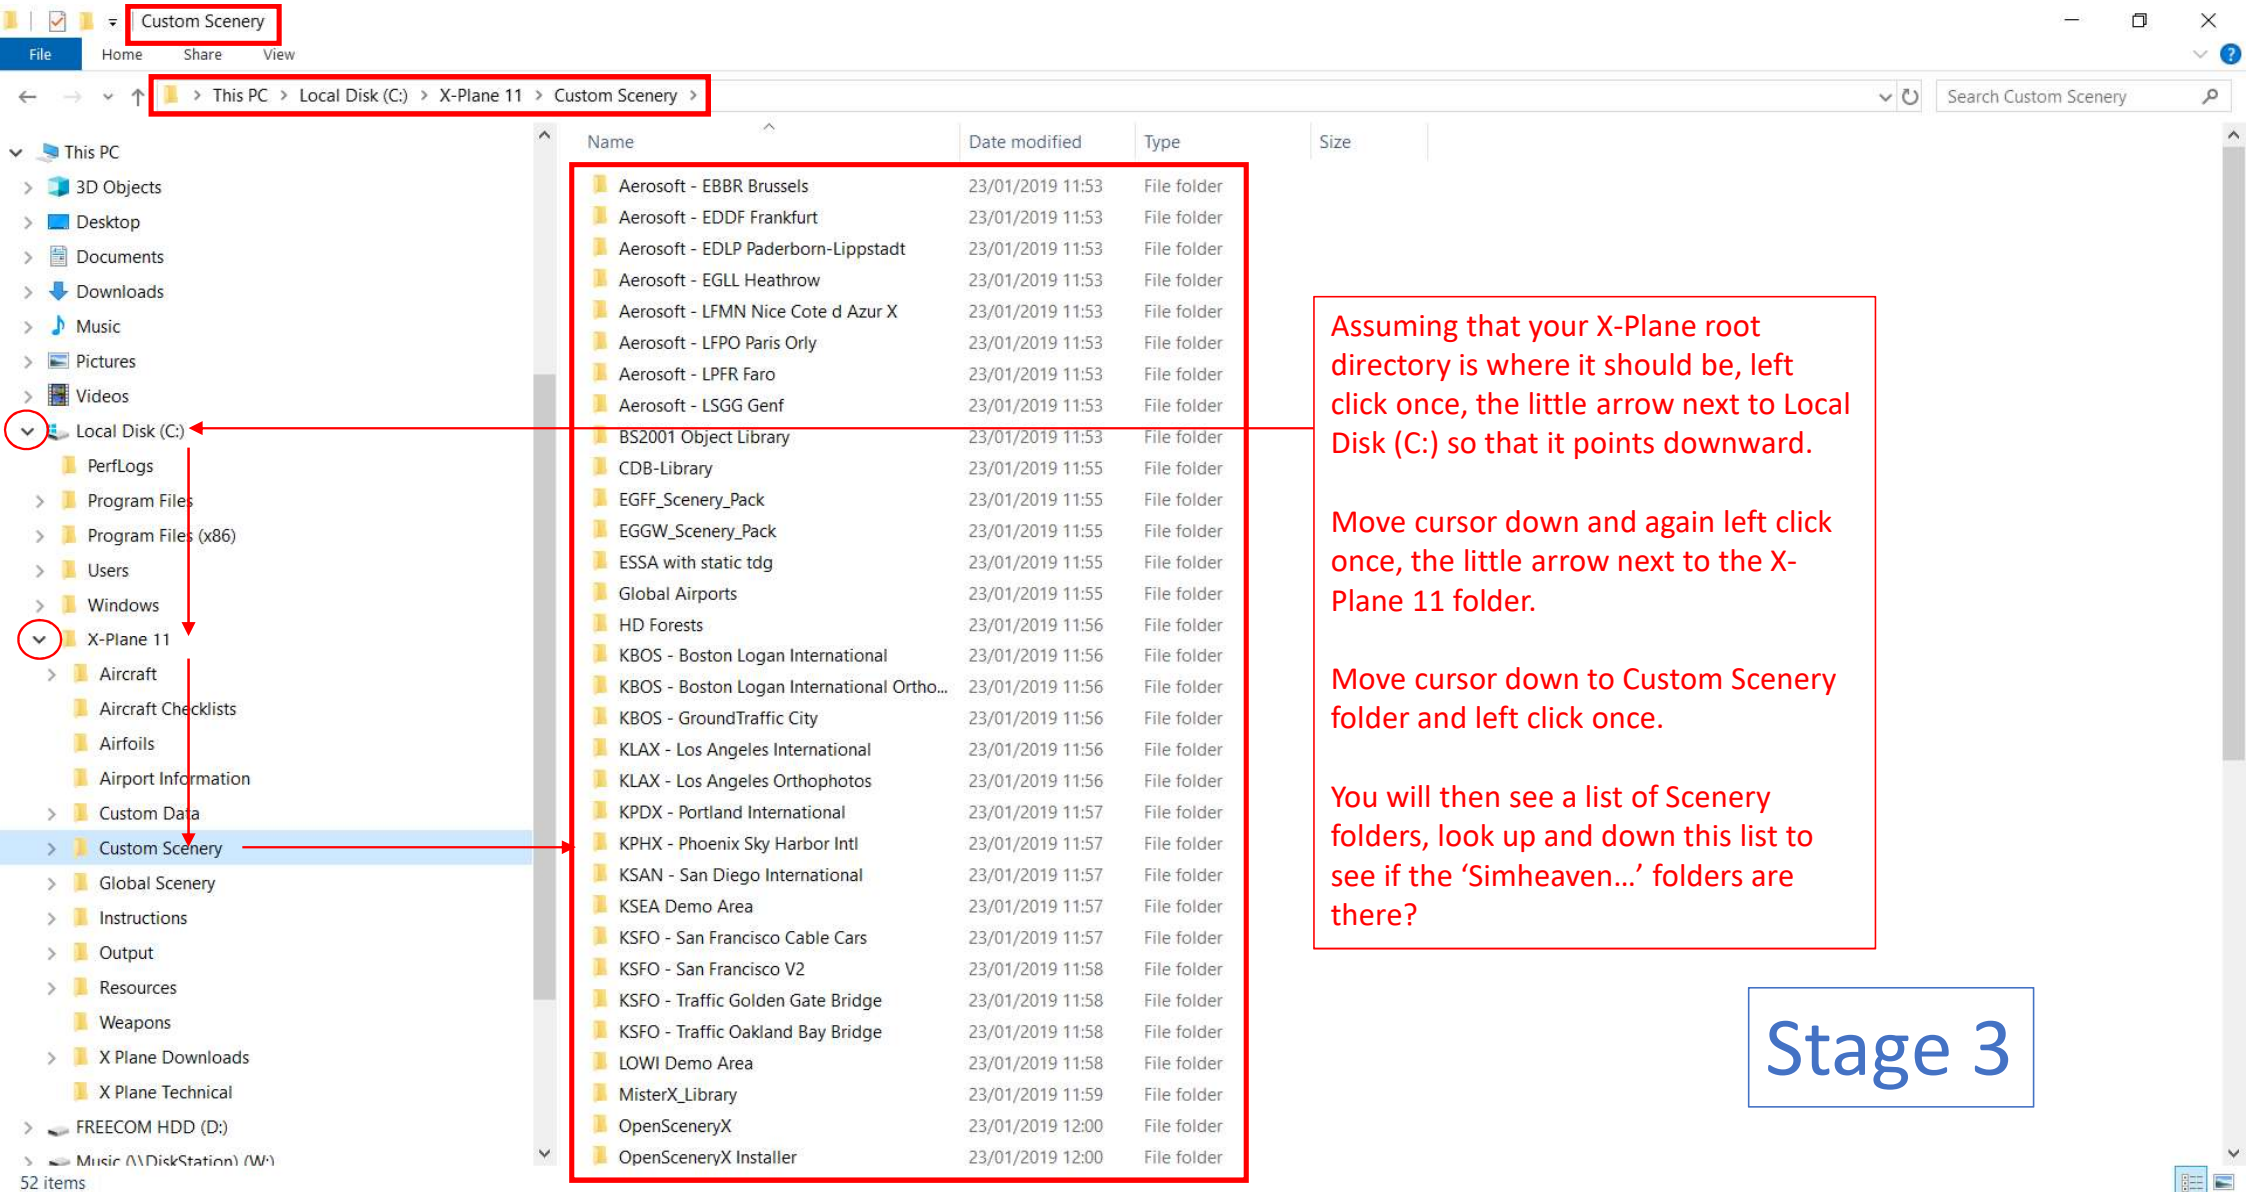 Custom Scenery
File Home Share View
This PC > Local Disk (C:) > X-Plane 11 > Custom Scenery >
Search Custom Scenery
This PC
3D Objects
Desktop
Documents
Downloads
Music
Pictures
Videos
Local Disk (C:)
PerfLogs
Program Files
Program Files (x86)
Users
Windows
X-Plane 11
Aircraft
Aircraft Checklists
Airfoils
Airport Information
Custom Data
Custom Scenery
Global Scenery
Instructions
Output
Resources
Weapons
X Plane Downloads
X Plane Technical
FREECOM HDD (D:)
Music (\\DiskStation) (W:)
52 items
Name Date modified Type Size
Aerosoft - EBBR Brussels 23/01/2019 11:53 File folder
Aerosoft - EDDF Frankfurt 23/01/2019 11:53 File folder
Aerosoft - EDLP Paderborn-Lippstadt 23/01/2019 11:53 File folder
Aerosoft - EGLL Heathrow 23/01/2019 11:53 File folder
Aerosoft - LFMN Nice Cote d Azur X 23/01/2019 11:53 File folder
Aerosoft - LFPO Paris Orly 23/01/2019 11:53 File folder
Aerosoft - LPFR Faro 23/01/2019 11:53 File folder
Aerosoft - LSGG Genf 23/01/2019 11:53 File folder
BS2001 Object Library 23/01/2019 11:53 File folder
CDB-Library 23/01/2019 11:55 File folder
EGFF_Scenery_Pack 23/01/2019 11:55 File folder
EGGW_Scenery_Pack 23/01/2019 11:55 File folder
ESSA with static tdg 23/01/2019 11:55 File folder
Global Airports 23/01/2019 11:55 File folder
HD Forests 23/01/2019 11:56 File folder
KBOS - Boston Logan International 23/01/2019 11:56 File folder
KBOS - Boston Logan International Ortho... 23/01/2019 11:56 File folder
KBOS - GroundTraffic City 23/01/2019 11:56 File folder
KLAX - Los Angeles International 23/01/2019 11:56 File folder
KLAX - Los Angeles Orthophotos 23/01/2019 11:56 File folder
KPDX - Portland International 23/01/2019 11:57 File folder
KPHX - Phoenix Sky Harbor Intl 23/01/2019 11:57 File folder
KSAN - San Diego International 23/01/2019 11:57 File folder
KSEA Demo Area 23/01/2019 11:57 File folder
KSFO - San Francisco Cable Cars 23/01/2019 11:57 File folder
KSFO - San Francisco V2 23/01/2019 11:58 File folder
KSFO - Traffic Golden Gate Bridge 23/01/2019 11:58 File folder
KSFO - Traffic Oakland Bay Bridge 23/01/2019 11:58 File folder
LOWI Demo Area 23/01/2019 11:58 File folder
MisterX_Library 23/01/2019 11:59 File folder
OpenSceneryX 23/01/2019 12:00 File folder
OpenSceneryX Installer 23/01/2019 12:00 File folder
Assuming that your X-Plane root
directory is where it should be, left
click once, the little arrow next to Local
Disk (C:) so that it points downward.
Move cursor down and again left click
once, the little arrow next to the X-
Plane 11 folder.
Move cursor down to Custom Scenery
folder and left click once.
You will then see a list of Scenery
folders, look up and down this list to
see if the ‘Simheaven…’ folders are
there?
Stage 3